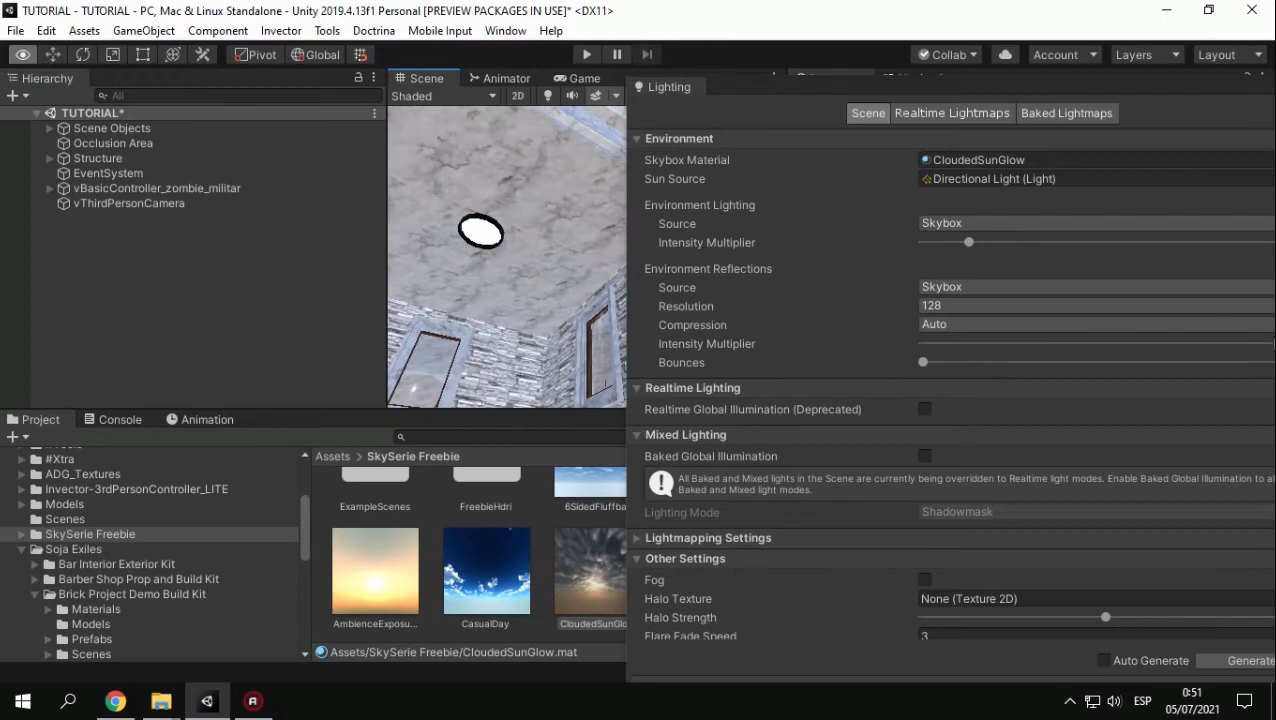 TUTORIAL - TUTORIAL - PC, Mac & Linux Standalone - Unity 2019.4.13f1 Personal [PREVIEW PACKAGES IN USE]* <DX11>
File Edit Assets GameObject Component Invector Tools Doctrina Mobile Input Window Help
Pivot Global Collab Account Layers Layout
Hierarchy
All
TUTORIAL*
Scene Objects
Occlusion Area
Structure
EventSystem
vBasicController_zombie_militar
vThirdPersonCamera
Scene Animator Game
Shaded 2D
Lighting
Scene Realtime Lightmaps Baked Lightmaps
Environment
Skybox Material CloudedSunGlow
Sun Source Directional Light (Light)
Environment Lighting
Source Skybox
Intensity Multiplier
Environment Reflections
Source Skybox
Resolution 128
Compression Auto
Intensity Multiplier
Bounces
Realtime Lighting
Realtime Global Illumination (Deprecated)
Mixed Lighting
Baked Global Illumination
All Baked and Mixed lights in the Scene are currently being overridden to Realtime light modes. Enable Baked Global Illumination to al
Baked and Mixed light modes.
Lighting Mode Shadowmask
Lightmapping Settings
Other Settings
Fog
Halo Texture None (Texture 2D)
Halo Strength
Flare Fade Speed 3
Auto Generate Generate
Project Console Animation
#Xtra
ADG_Textures
Invector-3rdPersonController_LITE
Models
Scenes
SkySerie Freebie
Soja Exiles
Bar Interior Exterior Kit
Barber Shop Prop and Build Kit
Brick Project Demo Build Kit
Materials
Models
Prefabs
Scenes
Assets SkySerie Freebie
ExampleScenes FreebieHdri 6SidedFluffba
AmbienceExposu... CasualDay CloudedSunGlo
Assets/SkySerie Freebie/CloudedSunGlow.mat
ESP
0:51
05/07/2021